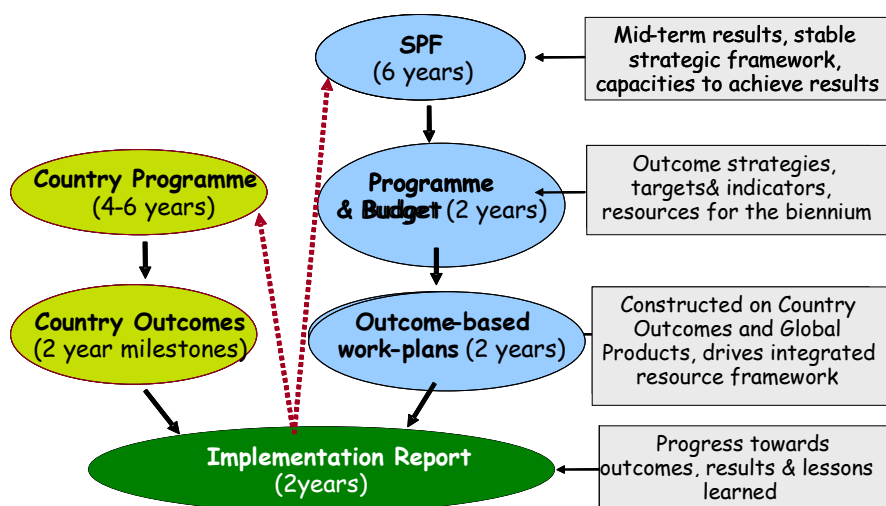 SPF
(6 years)
Mid-term results, stable
strategic framework,
capacities to achieve results
Country Programme
(4-6 years)
Programme
& Budget (2 years)
Outcome strategies,
targets& indicators,
resources for the biennium
Country Outcomes
(2 year milestones)
Outcome-based
work-plans (2 years)
Constructed on Country
Outcomes and Global
Products, drives integrated
resource framework
Implementation Report
(2years)
Progress towards
outcomes, results & lessons
learned